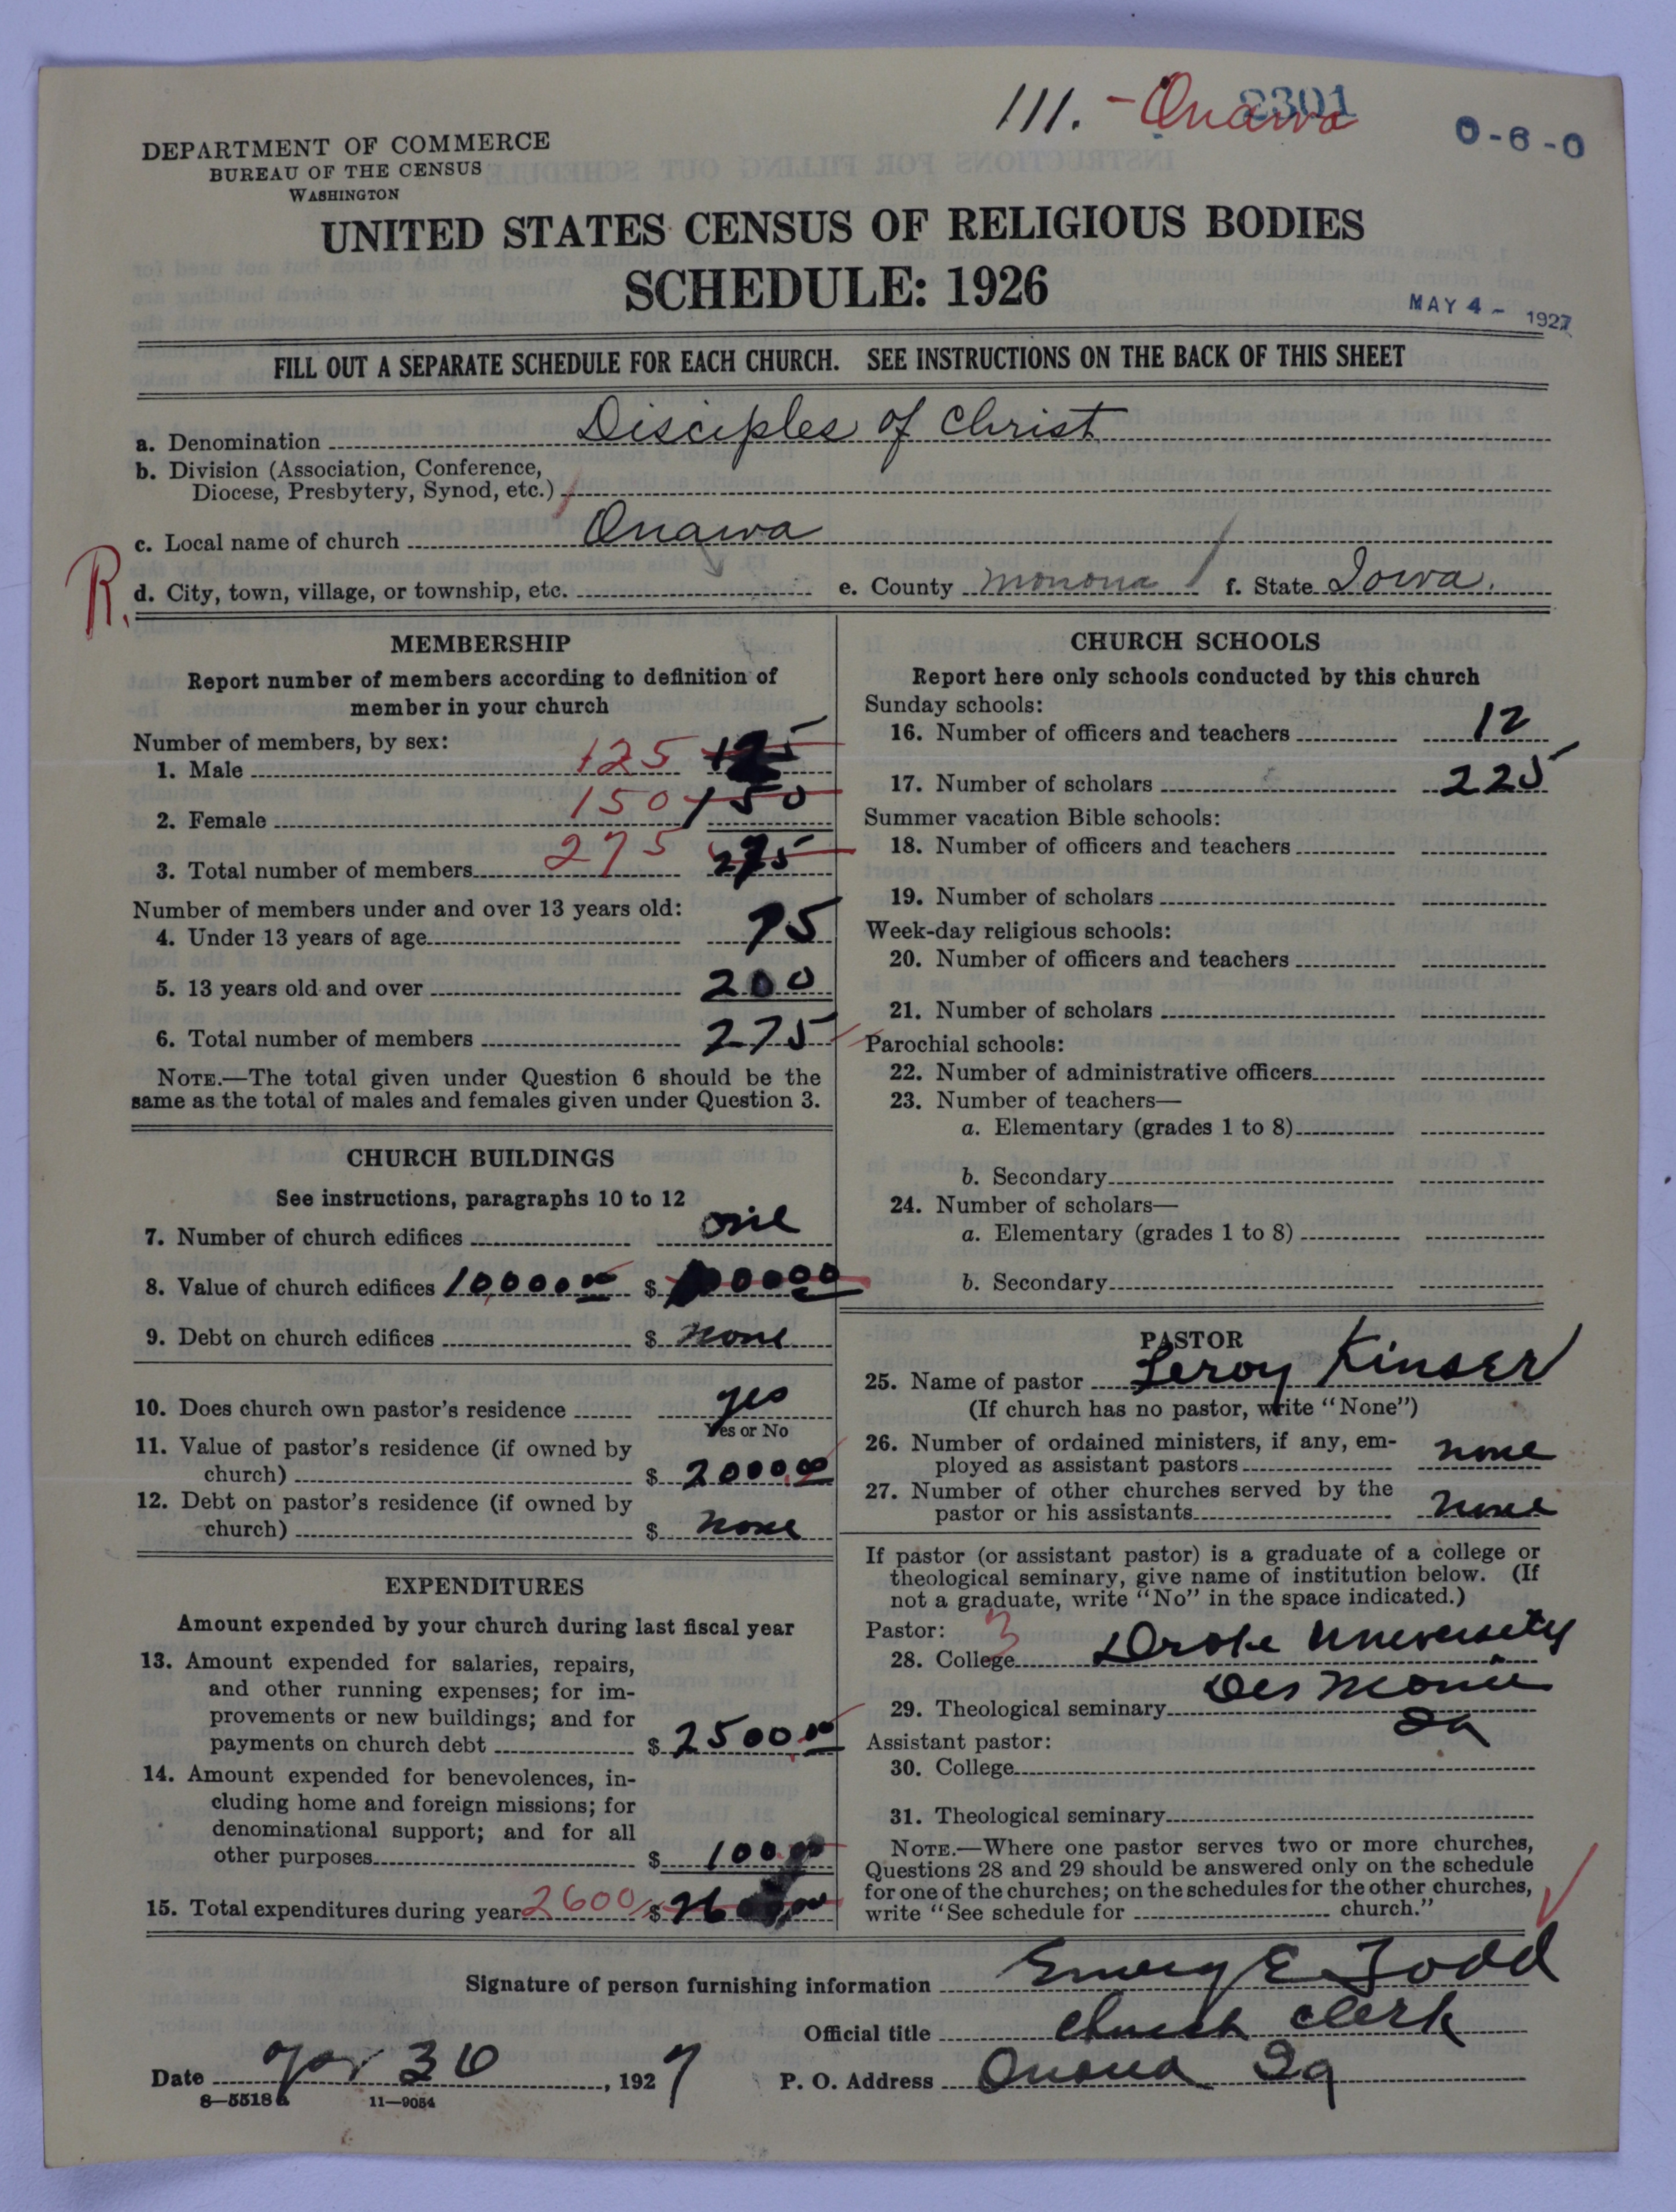 111. - Onawa 2301
0-6-0
DEPARTMENT OF COMMERCE
BUREAU OF THE CENSUS
WASHINGTON
UNITED STATES CENSUS OF RELIGIOUS BODIES
SCHEDULE: 1926
MAY 4 - 1927
FILL OUT A SEPARATE SCHEDULE FOR EACH CHURCH. SEE INSTRUCTIONS ON THE BACK OF THIS SHEET
a. Denomination Disciples of Christ
b. Division (Association, Conference,
Diocese, Presbytery, Synod, etc.)
c. Local name of church Onawa
R. d. City, town, village, or township, etc. e. County Monona f. State Iowa.
MEMBERSHIP
Report number of members according to definition of
member in your church
Number of members, by sex:
1. Male 125 125
2. Female 150 150
3. Total number of members 275 275
Number of members under and over 13 years old:
4. Under 13 years of age 75
5. 13 years old and over 200
6. Total number of members 275
NOTE.—The total given under Question 6 should be the
same as the total of males and females given under Question 3.
CHURCH BUILDINGS
See instructions, paragraphs 10 to 12
7. Number of church edifices one
8. Value of church edifices 10,000 00 $ 0000
9. Debt on church edifices $ none
10. Does church own pastor's residence yes
Yes or No
11. Value of pastor's residence (if owned by
church) $ 2000.00
12. Debt on pastor's residence (if owned by
church) $ none
EXPENDITURES
Amount expended by your church during last fiscal year
13. Amount expended for salaries, repairs,
and other running expenses; for im-
provements or new buildings; and for
payments on church debt $ 2500.00
14. Amount expended for benevolences, in-
cluding home and foreign missions; for
denominational support; and for all
other purposes $ 100.00
15. Total expenditures during year 2600 $ 26
CHURCH SCHOOLS
Report here only schools conducted by this church
Sunday schools:
16. Number of officers and teachers 12
17. Number of scholars 225
Summer vacation Bible schools:
18. Number of officers and teachers
19. Number of scholars
Week-day religious schools:
20. Number of officers and teachers
21. Number of scholars
Parochial schools:
22. Number of administrative officers
23. Number of teachers—
a. Elementary (grades 1 to 8)
b. Secondary
24. Number of scholars—
a. Elementary (grades 1 to 8)
b. Secondary
PASTOR
25. Name of pastor Leroy Kinser
(If church has no pastor, write "None")
26. Number of ordained ministers, if any, em-
ployed as assistant pastors none
27. Number of other churches served by the
pastor or his assistants none
If pastor (or assistant pastor) is a graduate of a college or
theological seminary, give name of institution below. (If
not a graduate, write "No" in the space indicated.)
Pastor: 3
28. College Drake University
29. Theological seminary Des Moine
Ia
Assistant pastor:
30. College
31. Theological seminary
NOTE.—Where one pastor serves two or more churches,
Questions 28 and 29 should be answered only on the schedule
for one of the churches; on the schedules for the other churches,
write "See schedule for church."
Signature of person furnishing information Emery E Todd
Official title Church Clerk
Date Apr 30, 1927 P. O. Address Onawa Ia
8—5518a 11—9054